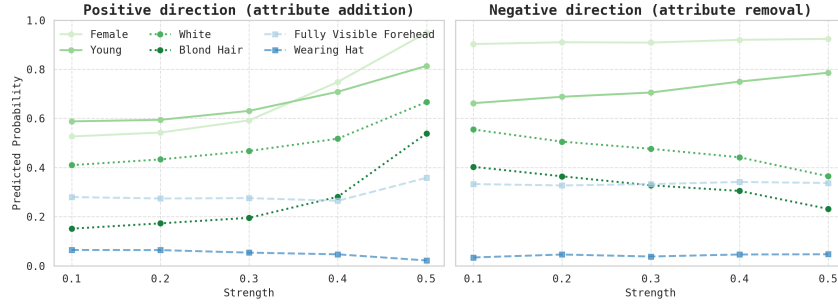 Positive direction (attribute addition)
Negative direction (attribute removal)
Predicted Probability
1.0
0.8
0.6
0.4
0.2
0.0
Female
Young
White
Blond Hair
Fully Visible Forehead
Wearing Hat
0.1 0.2 0.3 0.4 0.5
Strength
0.1 0.2 0.3 0.4 0.5
Strength